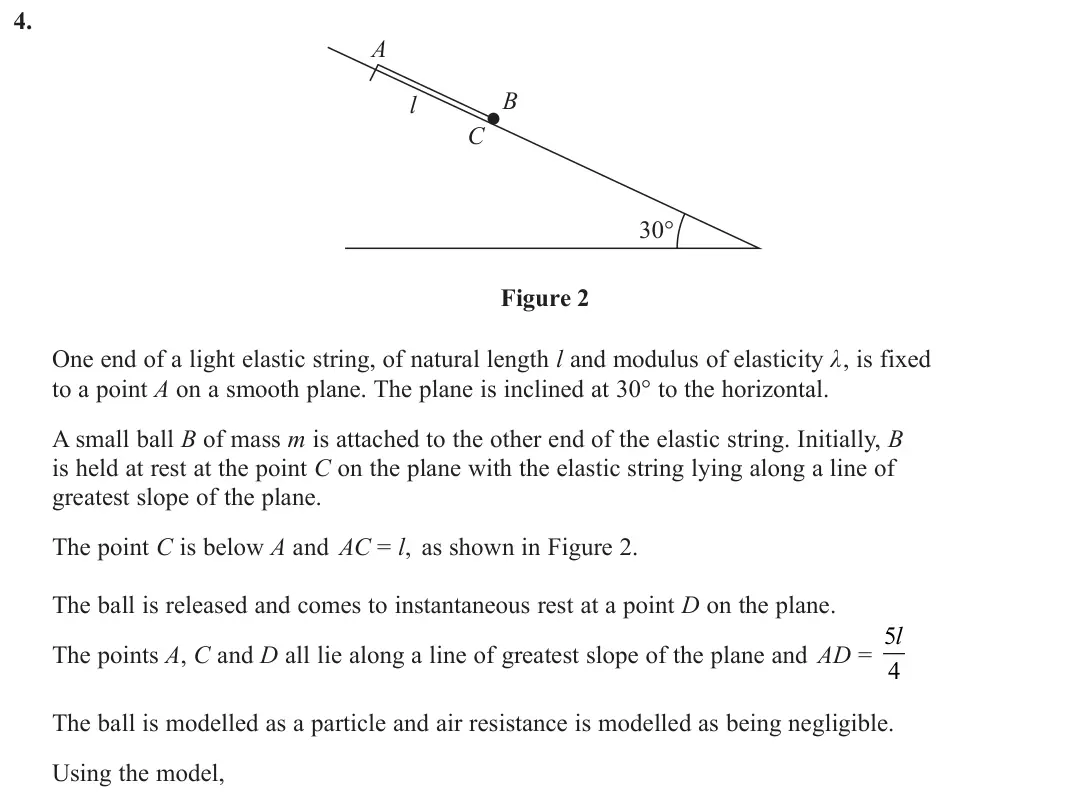 4.
A
l
B
C
30°
Figure 2
One end of a light elastic string, of natural length l and modulus of elasticity λ, is fixed
to a point A on a smooth plane. The plane is inclined at 30° to the horizontal.
A small ball B of mass m is attached to the other end of the elastic string. Initially, B
is held at rest at the point C on the plane with the elastic string lying along a line of
greatest slope of the plane.
The point C is below A and AC = l, as shown in Figure 2.
The ball is released and comes to instantaneous rest at a point D on the plane.
The points A, C and D all lie along a line of greatest slope of the plane and AD = 5l/4
The ball is modelled as a particle and air resistance is modelled as being negligible.
Using the model,